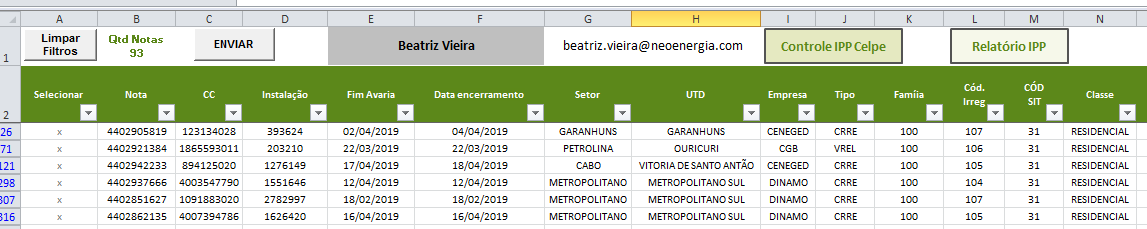 A B C D E F G H I J K L M N
1 Limpar Filtros Qtd Notas 93 ENVIAR Beatriz Vieira beatriz.vieira@neoenergia.com Controle IPP Celpe Relatório IPP
2 Selecionar Nota CC Instalação Fim Avaria Data encerramento Setor UTD Empresa Tipo Famíia Cód. Irreg CÓD SIT Classe
26 x 4402905819 123134028 393624 02/04/2019 04/04/2019 GARANHUNS GARANHUNS CENEGED CRRE 100 107 31 RESIDENCIAL
71 x 4402921384 1865593011 203210 22/03/2019 22/03/2019 PETROLINA OURICURI CGB VREL 100 106 31 RESIDENCIAL
121 x 4402942233 894125020 1276149 17/04/2019 18/04/2019 CABO VITORIA DE SANTO ANTÃO CENEGED CRRE 100 105 31 RESIDENCIAL
298 x 4402937666 4003547790 1551646 12/04/2019 12/04/2019 METROPOLITANO METROPOLITANO SUL DINAMO CRRE 100 104 31 RESIDENCIAL
307 x 4402851627 1091883020 2782997 18/02/2019 18/02/2019 METROPOLITANO METROPOLITANO SUL DINAMO CRRE 100 107 31 RESIDENCIAL
316 x 4402862135 4007394786 1626420 16/04/2019 16/04/2019 METROPOLITANO METROPOLITANO SUL DINAMO CRRE 100 105 31 RESIDENCIAL